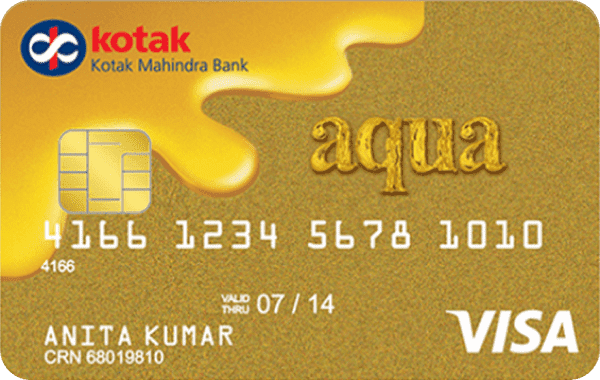 kotak
Kotak Mahindra Bank
aqua
4166 1234 5678 1010
4166
VALID THRU 07 / 14
ANITA KUMAR
CRN 68019810
VISA